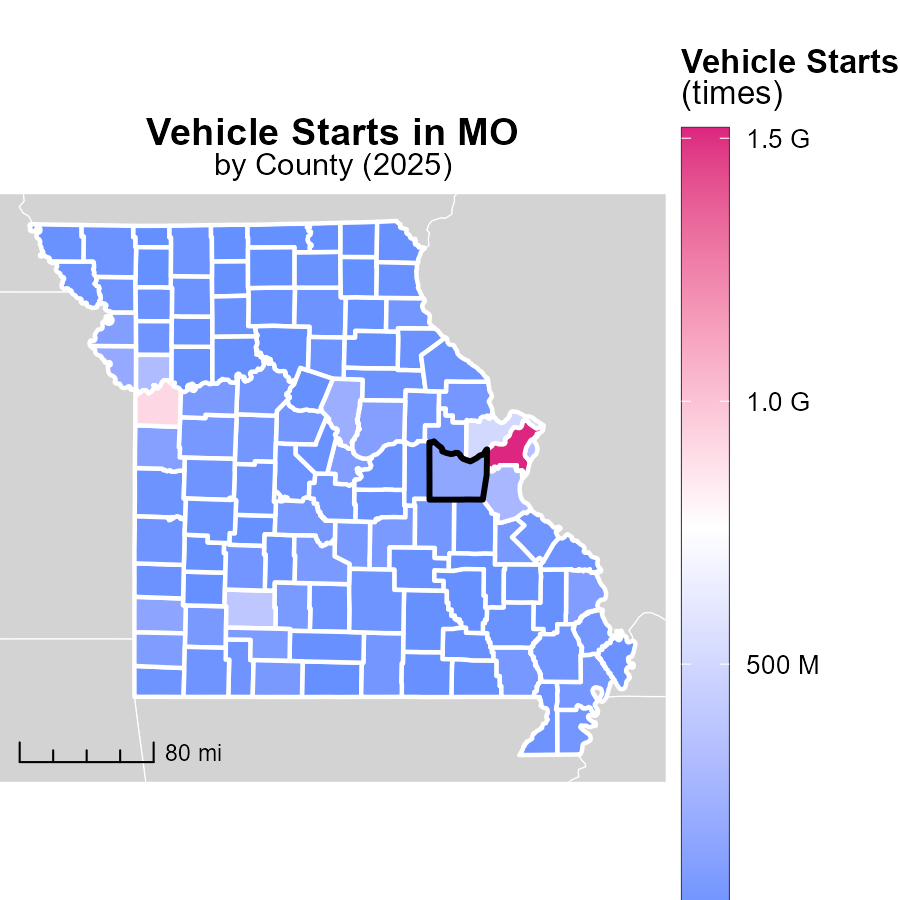 Vehicle Starts in MO
by County (2025)
Vehicle Starts
(times)
1.5 G
1.0 G
500 M
80 mi